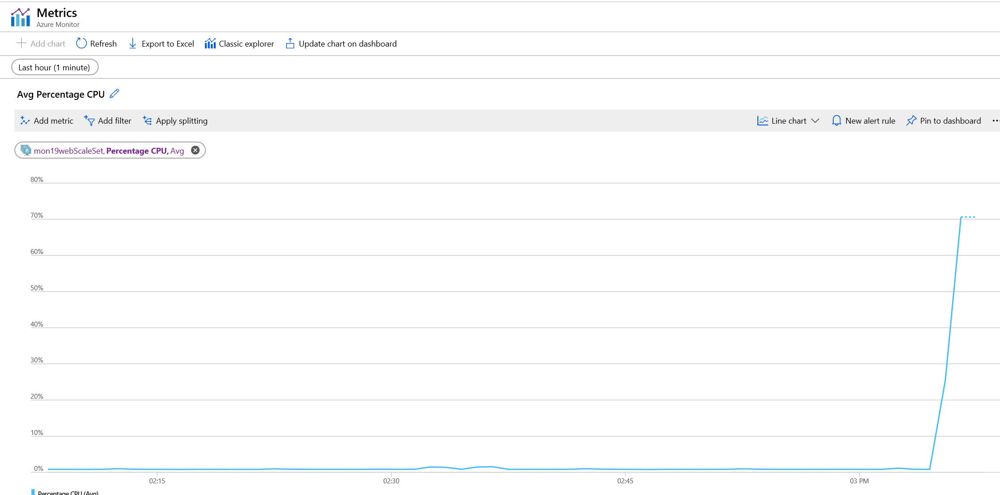 Metrics
Azure Monitor
Add chart Refresh Export to Excel Classic explorer Update chart on dashboard
Last hour (1 minute)
Avg Percentage CPU
Add metric Add filter Apply splitting Line chart New alert rule Pin to dashboard ...
mon19webScaleSet, Percentage CPU, Avg
80%
70%
60%
50%
40%
30%
20%
10%
0%
02:15 02:30 02:45 03 PM
Percentage CPU (Avg)